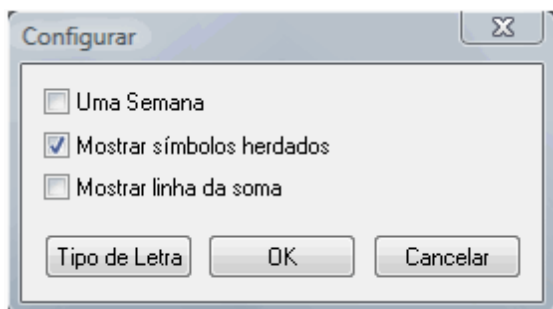 Configurar
Uma Semana
Mostrar símbolos herdados
Mostrar linha da soma
Tipo de Letra OK Cancelar